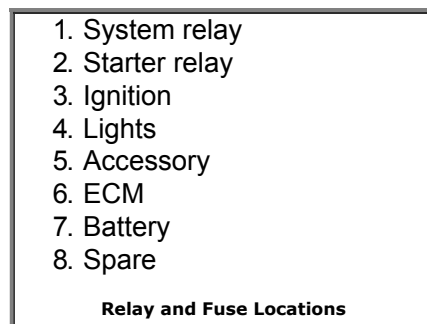 1. System relay
2. Starter relay
3. Ignition
4. Lights
5. Accessory
6. ECM
7. Battery
8. Spare
Relay and Fuse Locations